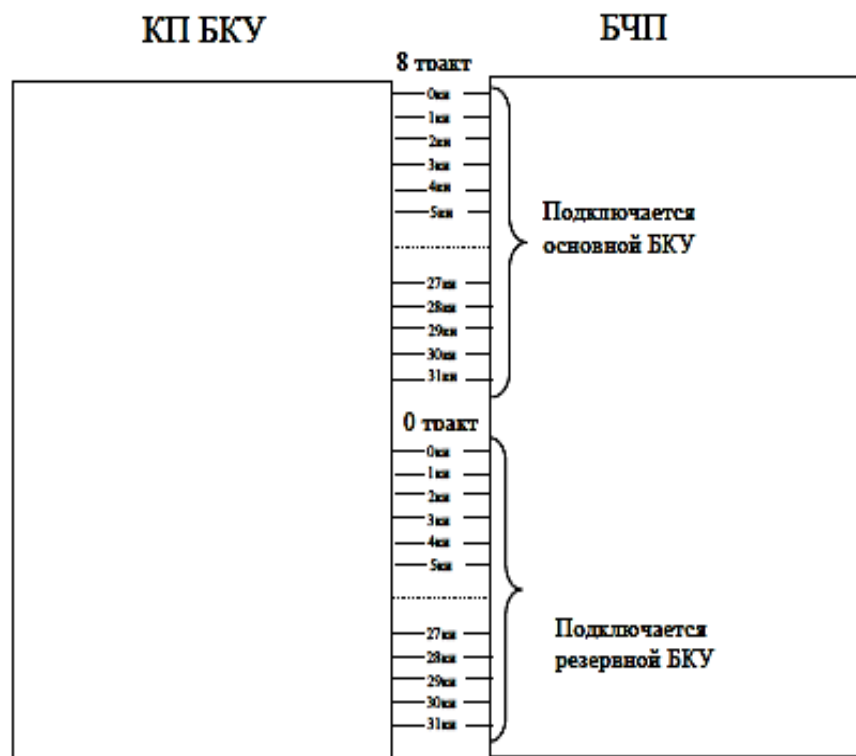 КП БКУ
БЧП
8 тракт
0кн
1кн
2кн
3кн
4кн
5кн
27кн
28кн
29кн
30кн
31кн
Подключается
основной БКУ
0 тракт
0кн
1кн
2кн
3кн
4кн
5кн
27кн
28кн
29кн
30кн
31кн
Подключается
резервной БКУ